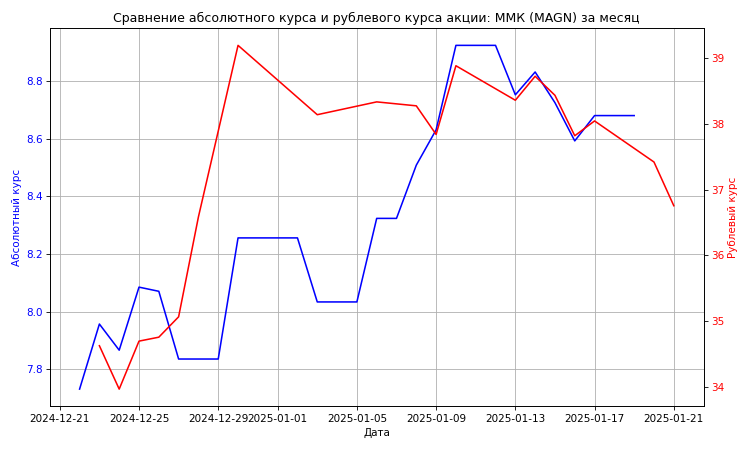 Сравнение абсолютного курса и рублевого курса акции: ММК (MAGN) за месяц
8.8
8.6
8.4
8.2
8.0
7.8
Абсолютный курс
39
38
37
36
35
34
Рублевый курс
2024-12-21 2024-12-25 2024-12-29 2025-01-01 2025-01-05 2025-01-09 2025-01-13 2025-01-17 2025-01-21
Дата